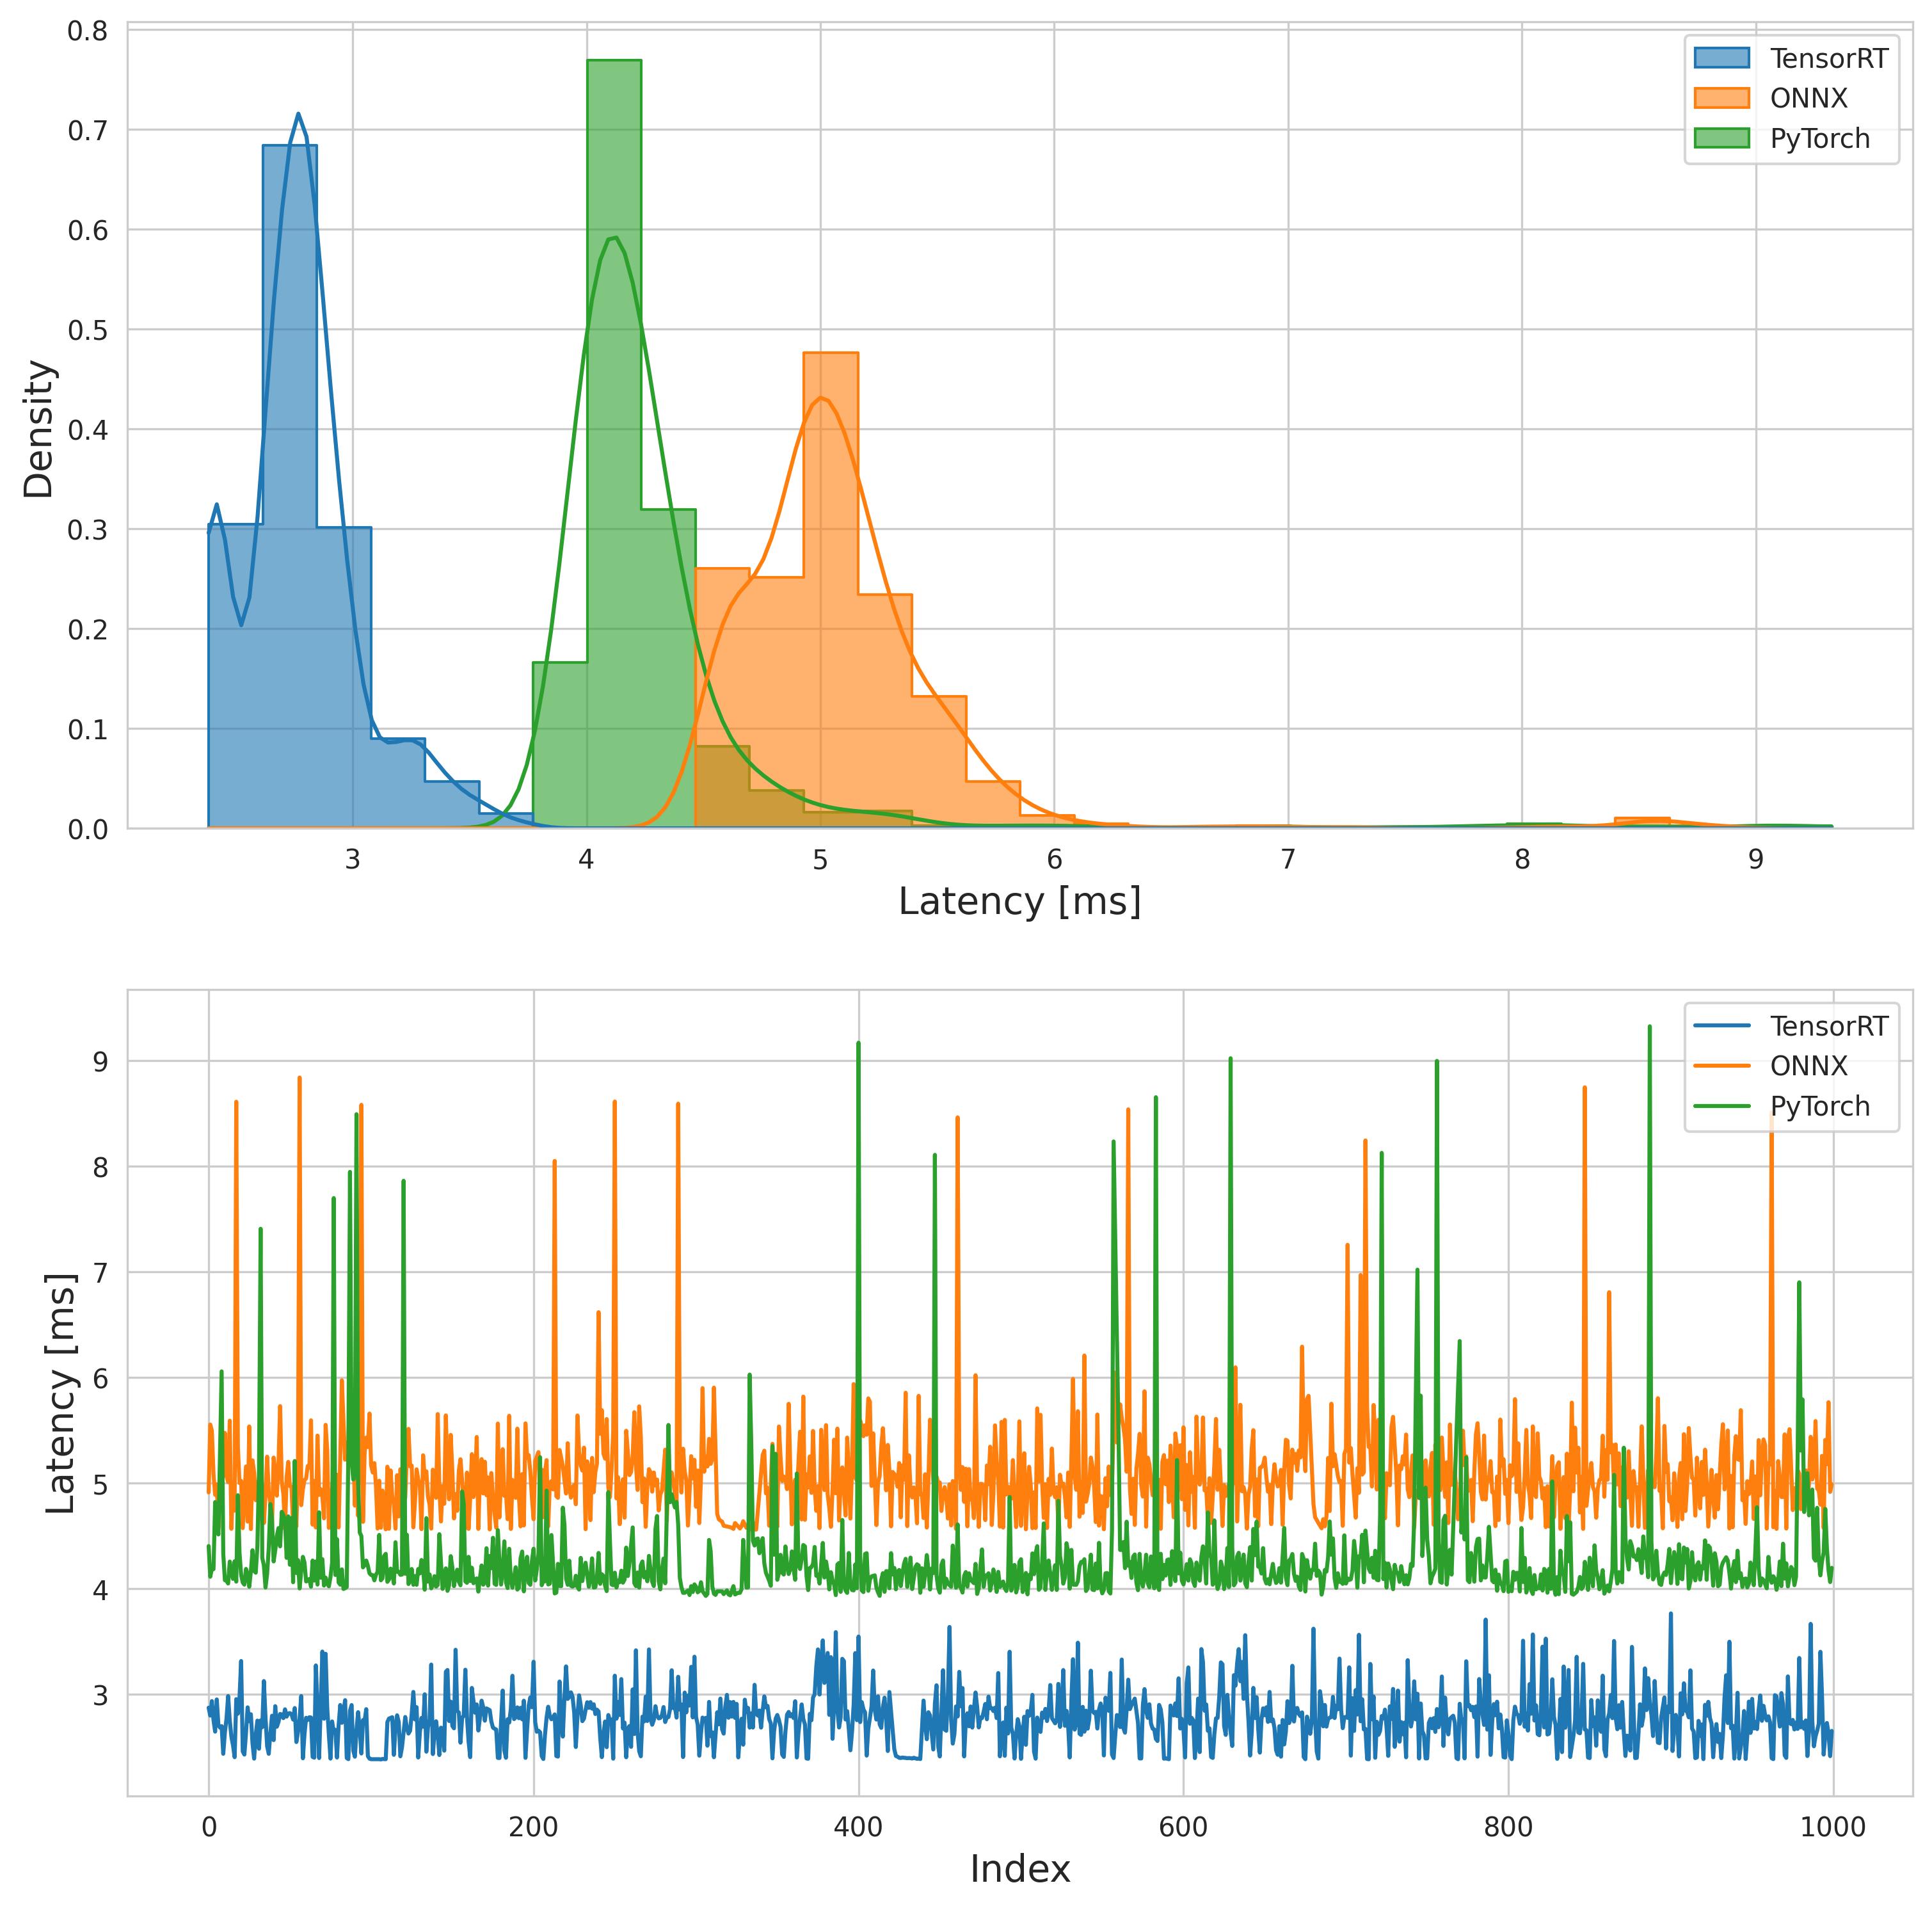 0.8
0.7
0.6
0.5
0.4
0.3
0.2
0.1
0.0
Density
TensorRT
ONNX
PyTorch
3 4 5 6 7 8 9
Latency [ms]
9
8
7
6
5
4
3
Latency [ms]
TensorRT
ONNX
PyTorch
0 200 400 600 800 1000
Index